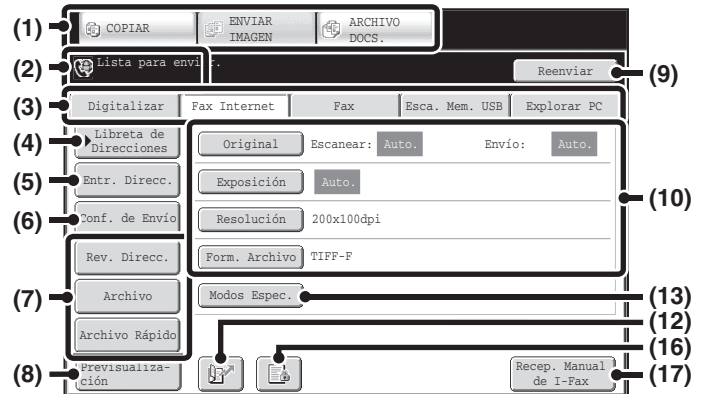 (1) COPIAR ENVIAR IMAGEN ARCHIVO DOCS.
(2) Lista para enviar. Reenviar (9)
(3) Digitalizar Fax Internet Fax Esca. Mem. USB Explorar PC
(4) Libreta de Direcciones Original Escanear: Auto. Envío: Auto.
(5) Entr. Direcc. Exposición Auto. (10)
(6) Conf. de Envío Resolución 200x100dpi
Rev. Direcc. Form. Archivo TIFF-F
(7) Archivo Modos Espec. (13)
(12)
Archivo Rápido (16)
(8) Previsualiza-ción Recep. Manual de I-Fax (17)